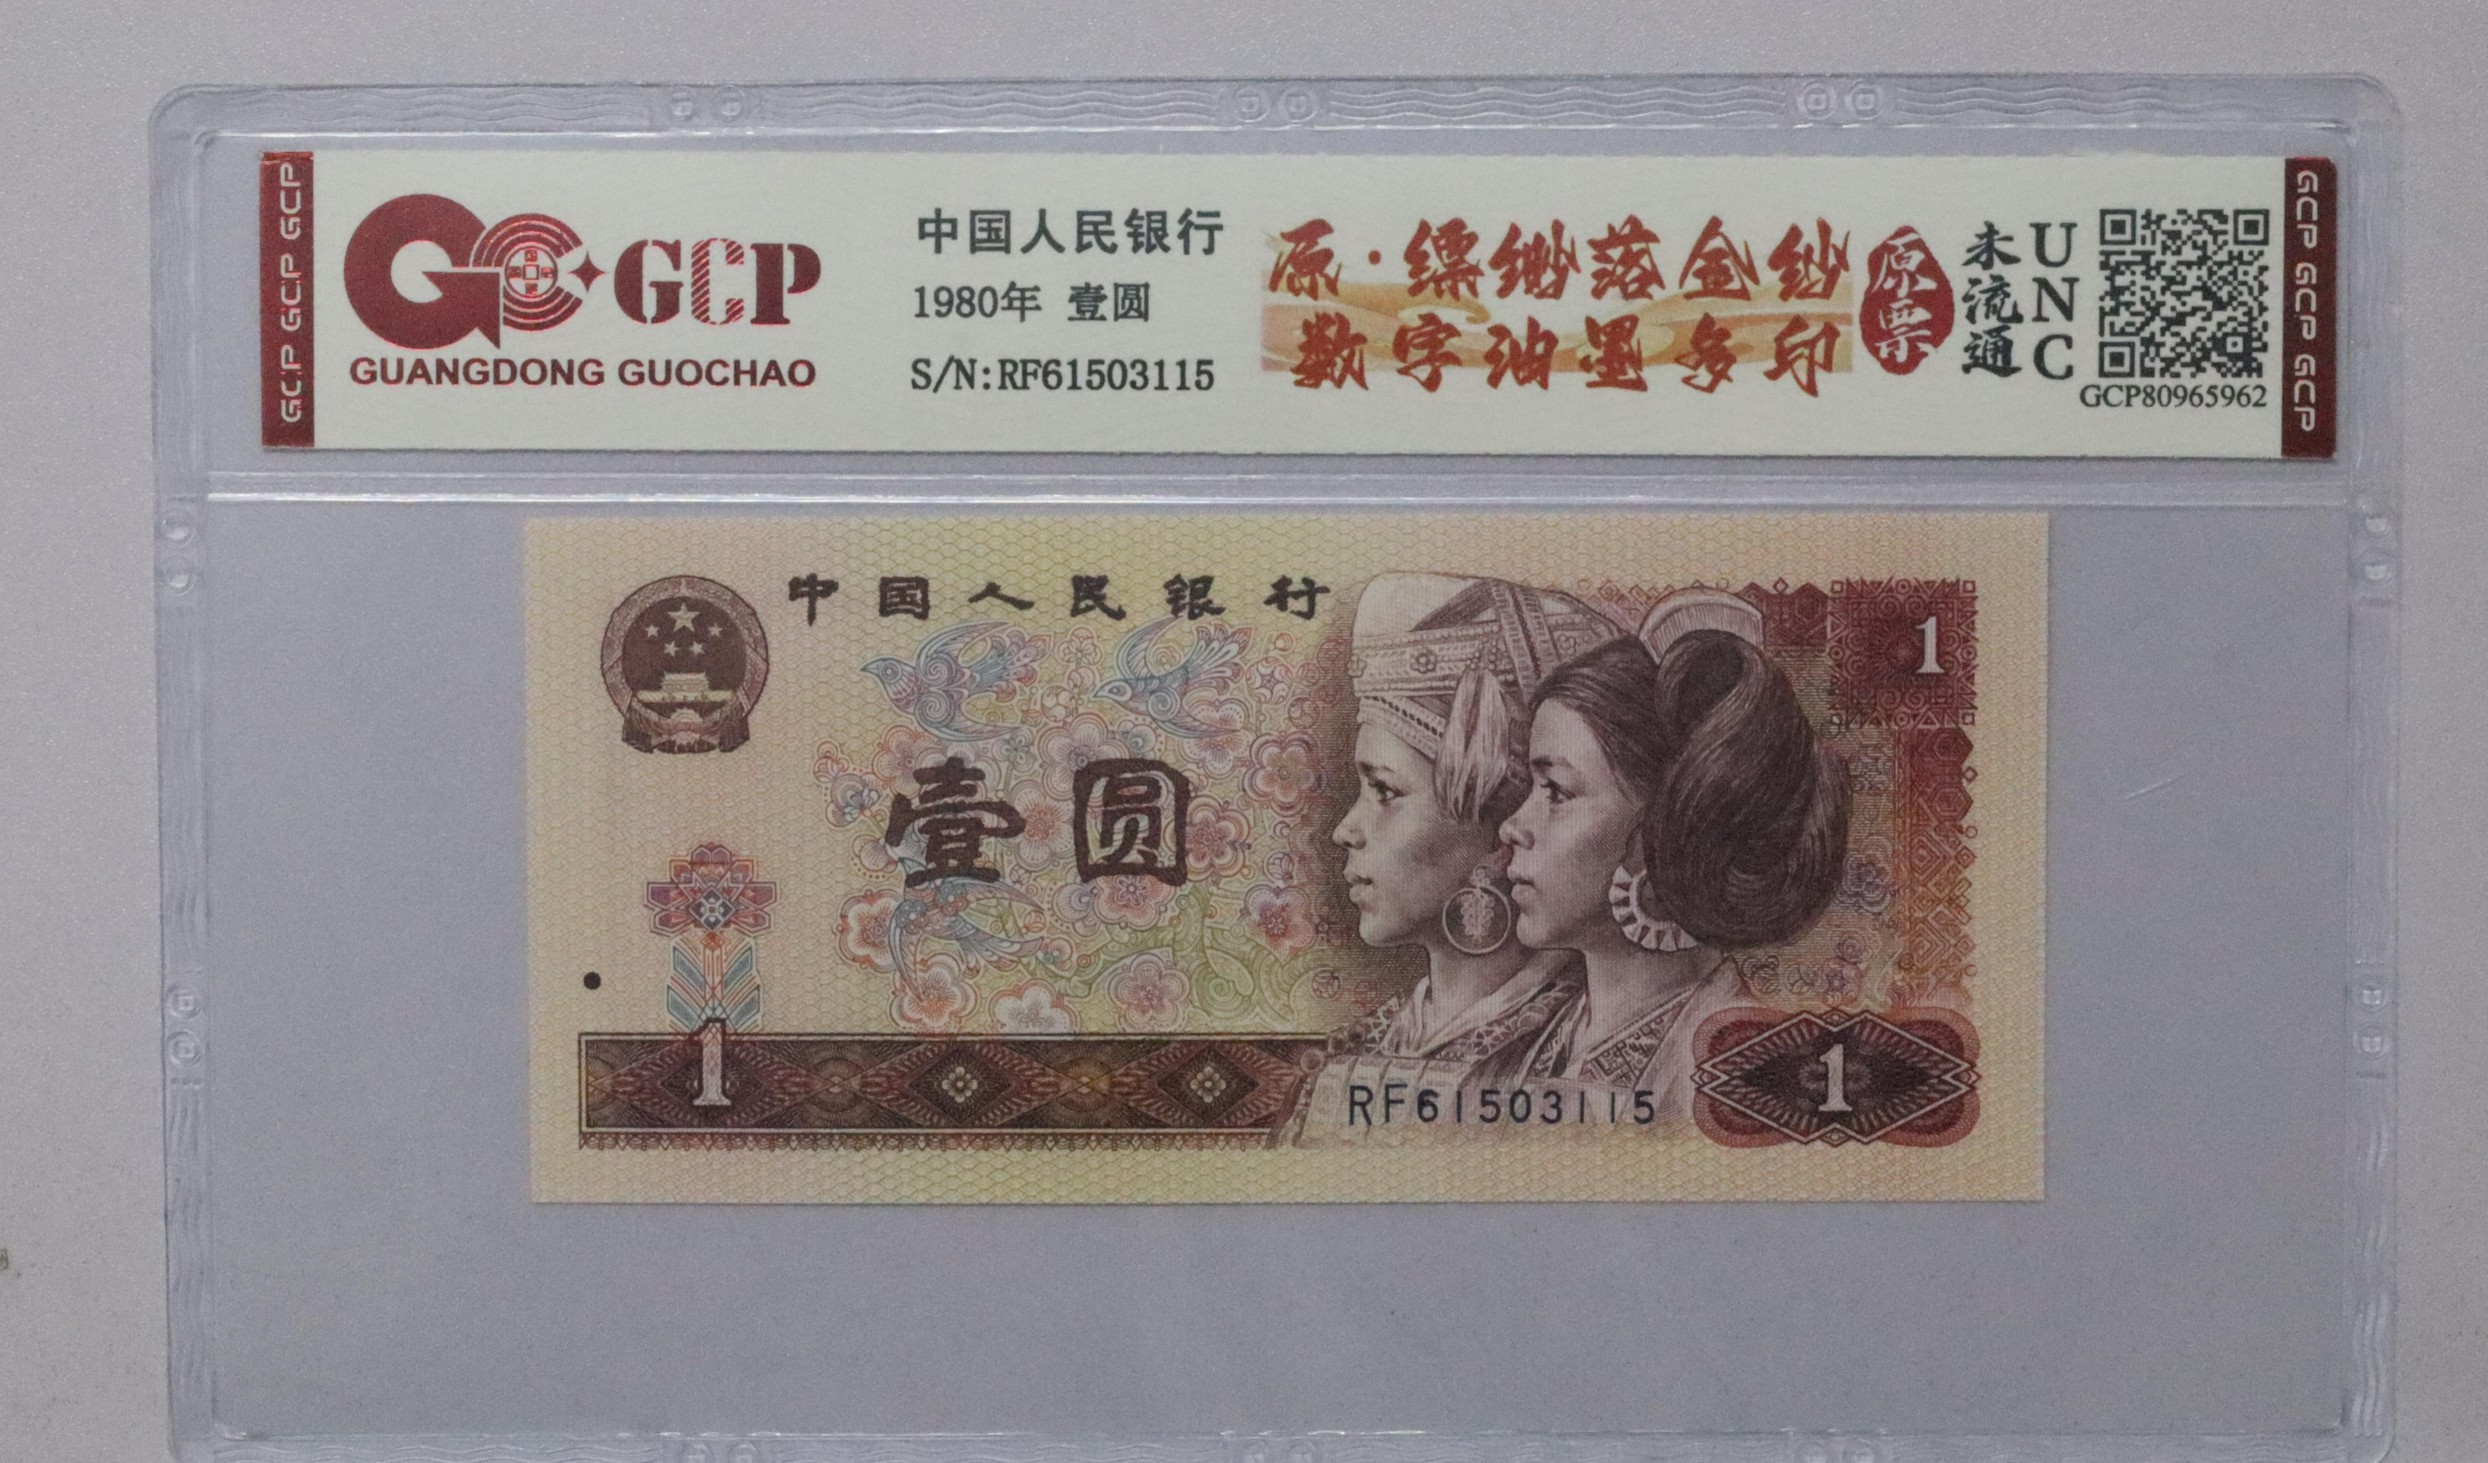 GCP GCP GCP
GCP
GUANGDONG GUOCHAO
中国人民银行
1980年 壹圆
S/N:RF61503115
原·缥缈落金纱
数字油墨多印
原票
未流通
UNC
GCP80965962
GCP GCP GCP
中国人民银行
1
壹圆
1
RF61503115
1